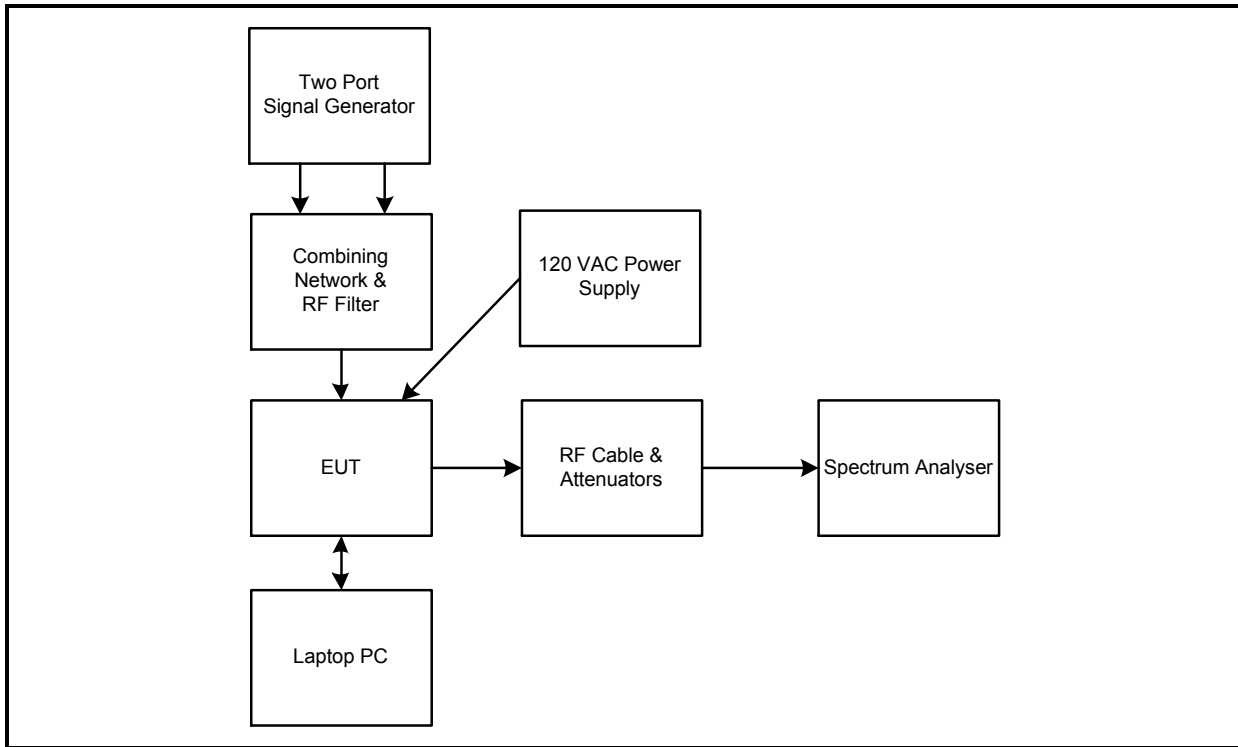 Two Port
Signal Generator
Combining
Network &
RF Filter
120 VAC Power
Supply
EUT
RF Cable &
Attenuators
Spectrum Analyser
Laptop PC